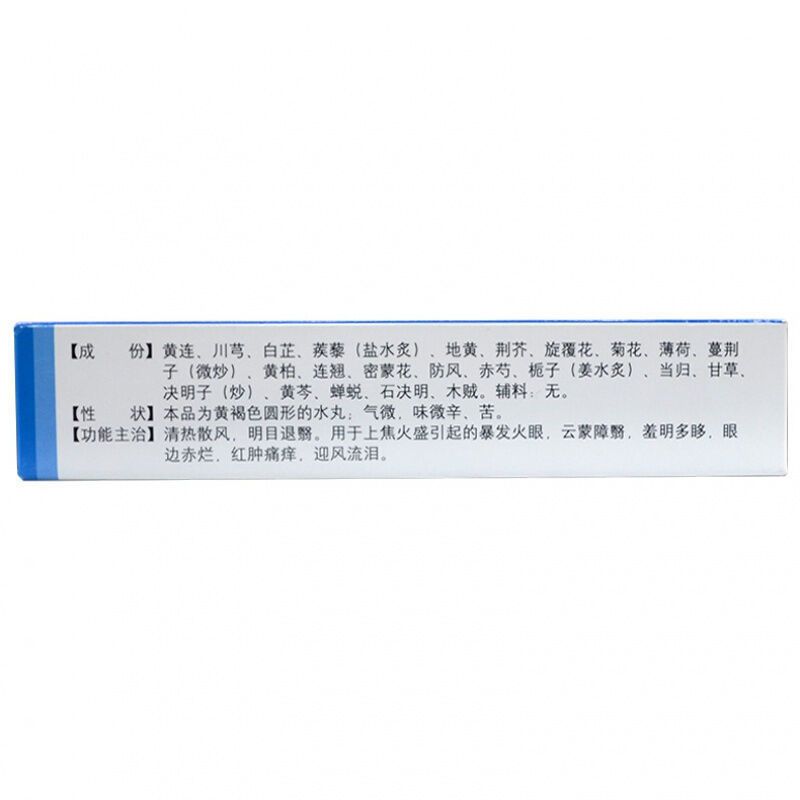 【成　份】黄连、川芎、白芷、蒺藜（盐水炙）、地黄、荆芥、旋覆花、菊花、薄荷、蔓荆
子（微炒）、黄柏、连翘、密蒙花、防风、赤芍、栀子（姜水炙）、当归、甘草、
决明子（炒）、黄芩、蝉蜕、石决明、木贼。辅料：无。
【性　状】本品为黄褐色圆形的水丸；气微，味微辛、苦。
【功能主治】清热散风，明目退翳。用于上焦火盛引起的暴发火眼，云蒙障翳，羞明多眵，眼
边赤烂，红肿痛痒，迎风流泪。